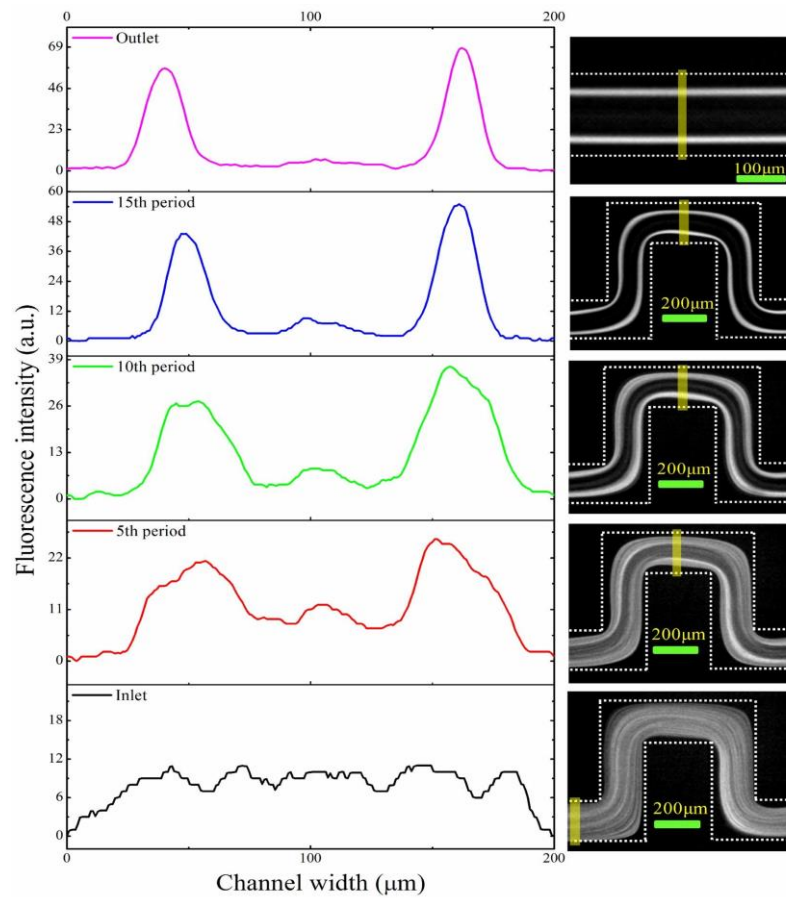 0 100 200
Outlet
69
46
23
0
100μm
60
15th period
48
36
24
12
0
200μm
39
10th period
26
13
0
200μm
5th period
22
11
0
200μm
Inlet
18
12
6
0
200μm
0 100 200
Channel width (μm)
Fluorescence intensity (a.u.)